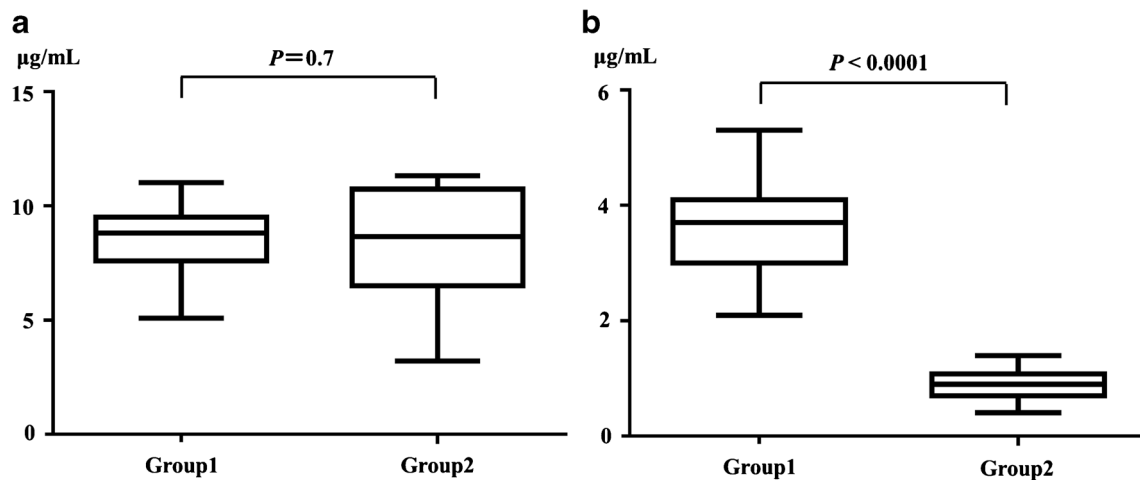 a
µg/mL
P=0.7
15
10
5
0
Group1
Group2
b
µg/mL
P < 0.0001
6
4
2
0
Group1
Group2